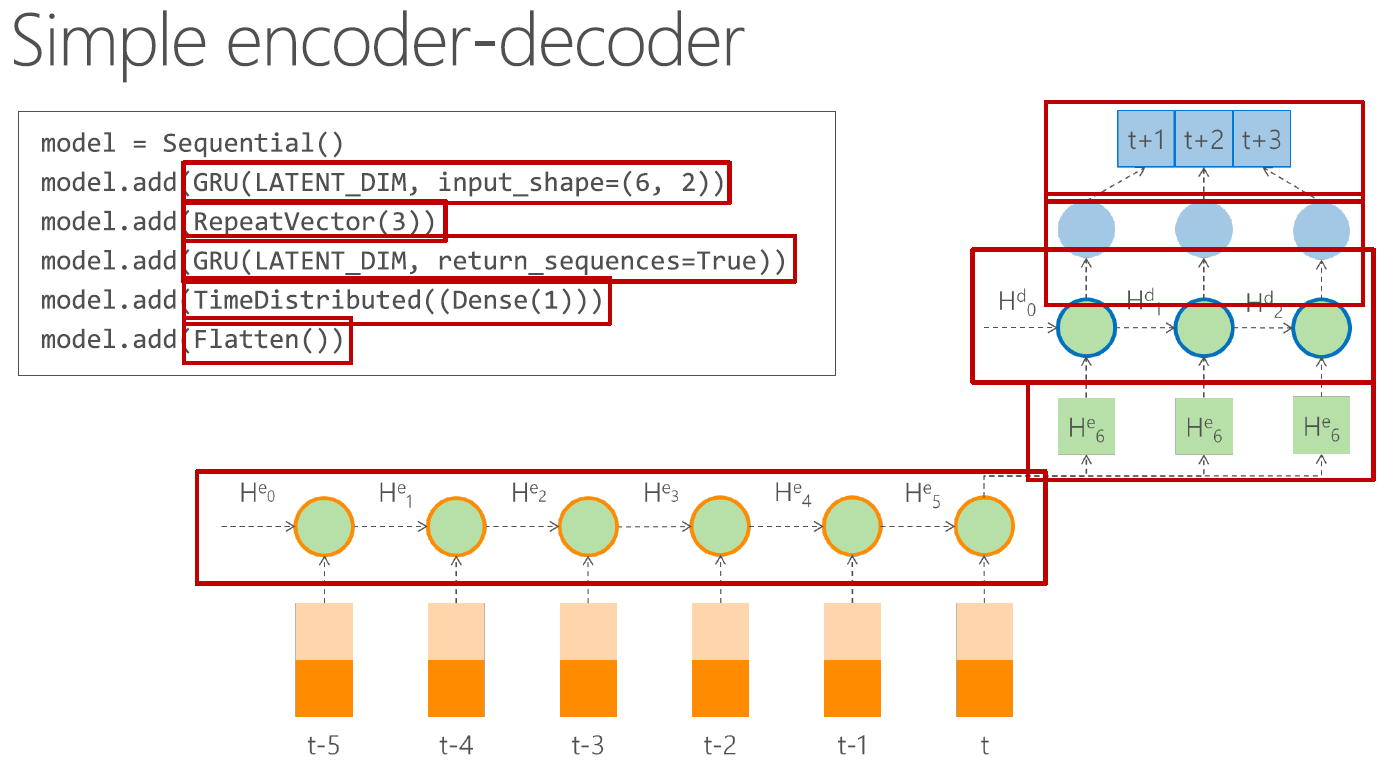 Simple encoder-decoder
model = Sequential()
model.add(GRU(LATENT_DIM, input_shape=(6, 2))
model.add(RepeatVector(3))
model.add(GRU(LATENT_DIM, return_sequences=True))
model.add(TimeDistributed((Dense(1)))
model.add(Flatten())
t+1 t+2 t+3
Hd0 Hd1 Hd2
He6 He6 He6
He0 He1 He2 He3 He4 He5
t-5 t-4 t-3 t-2 t-1 t